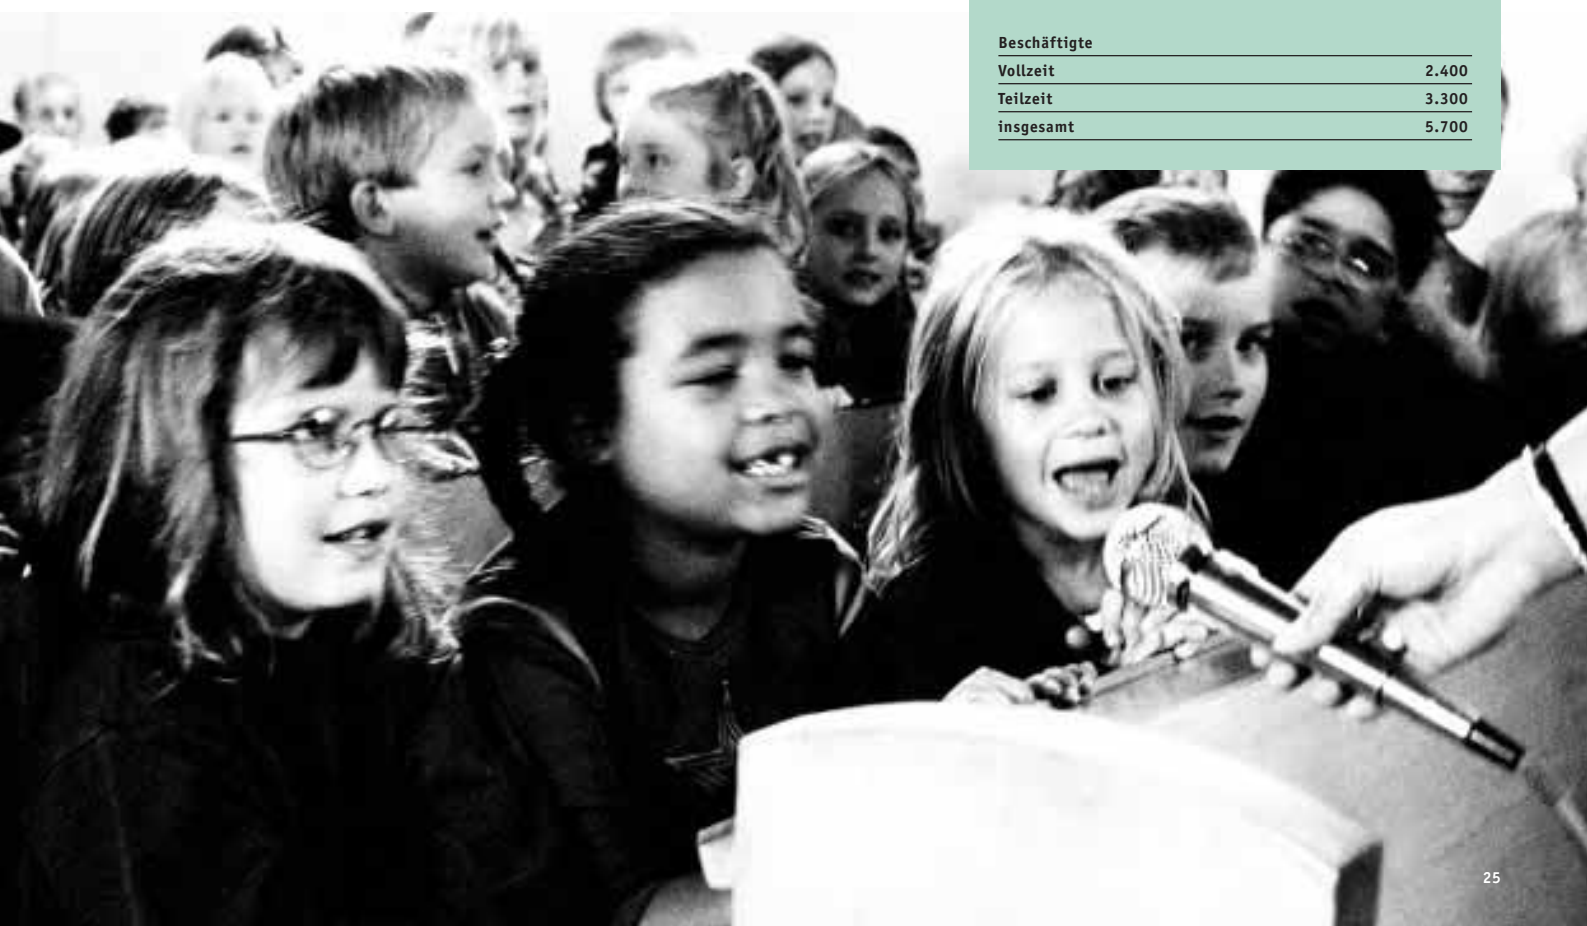 Beschäftigte
Vollzeit 2.400
Teilzeit 3.300
insgesamt 5.700
25